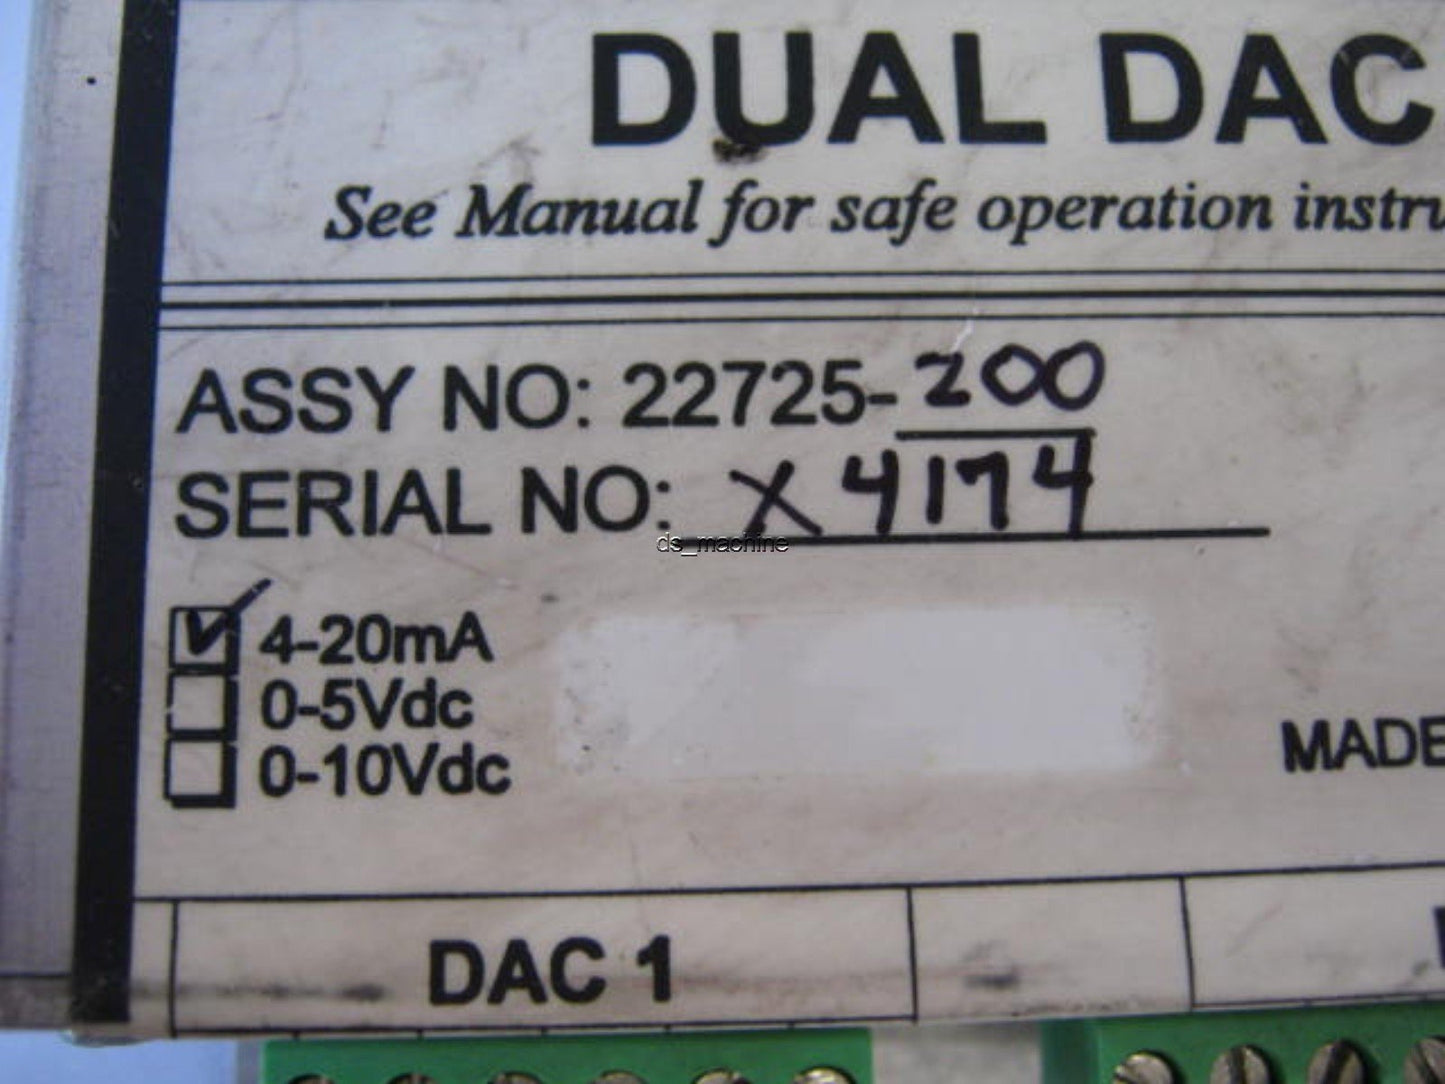 DUAL DAC
See Manual for safe operation
ASSY NO: 22725-200
SERIAL NO: X4174
ds_machine
4-20mA
0-5Vdc
0-10Vdc
MADE
DAC 1